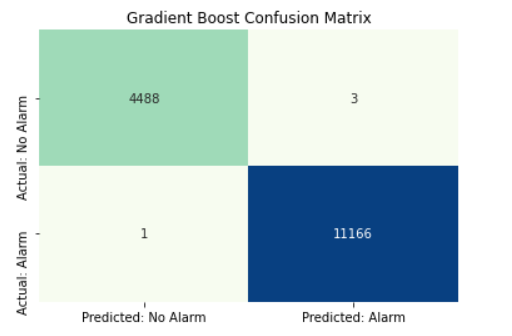 Gradient Boost Confusion Matrix
Actual: No Alarm
4488
3
Actual: Alarm
1
11166
Predicted: No Alarm
Predicted: Alarm